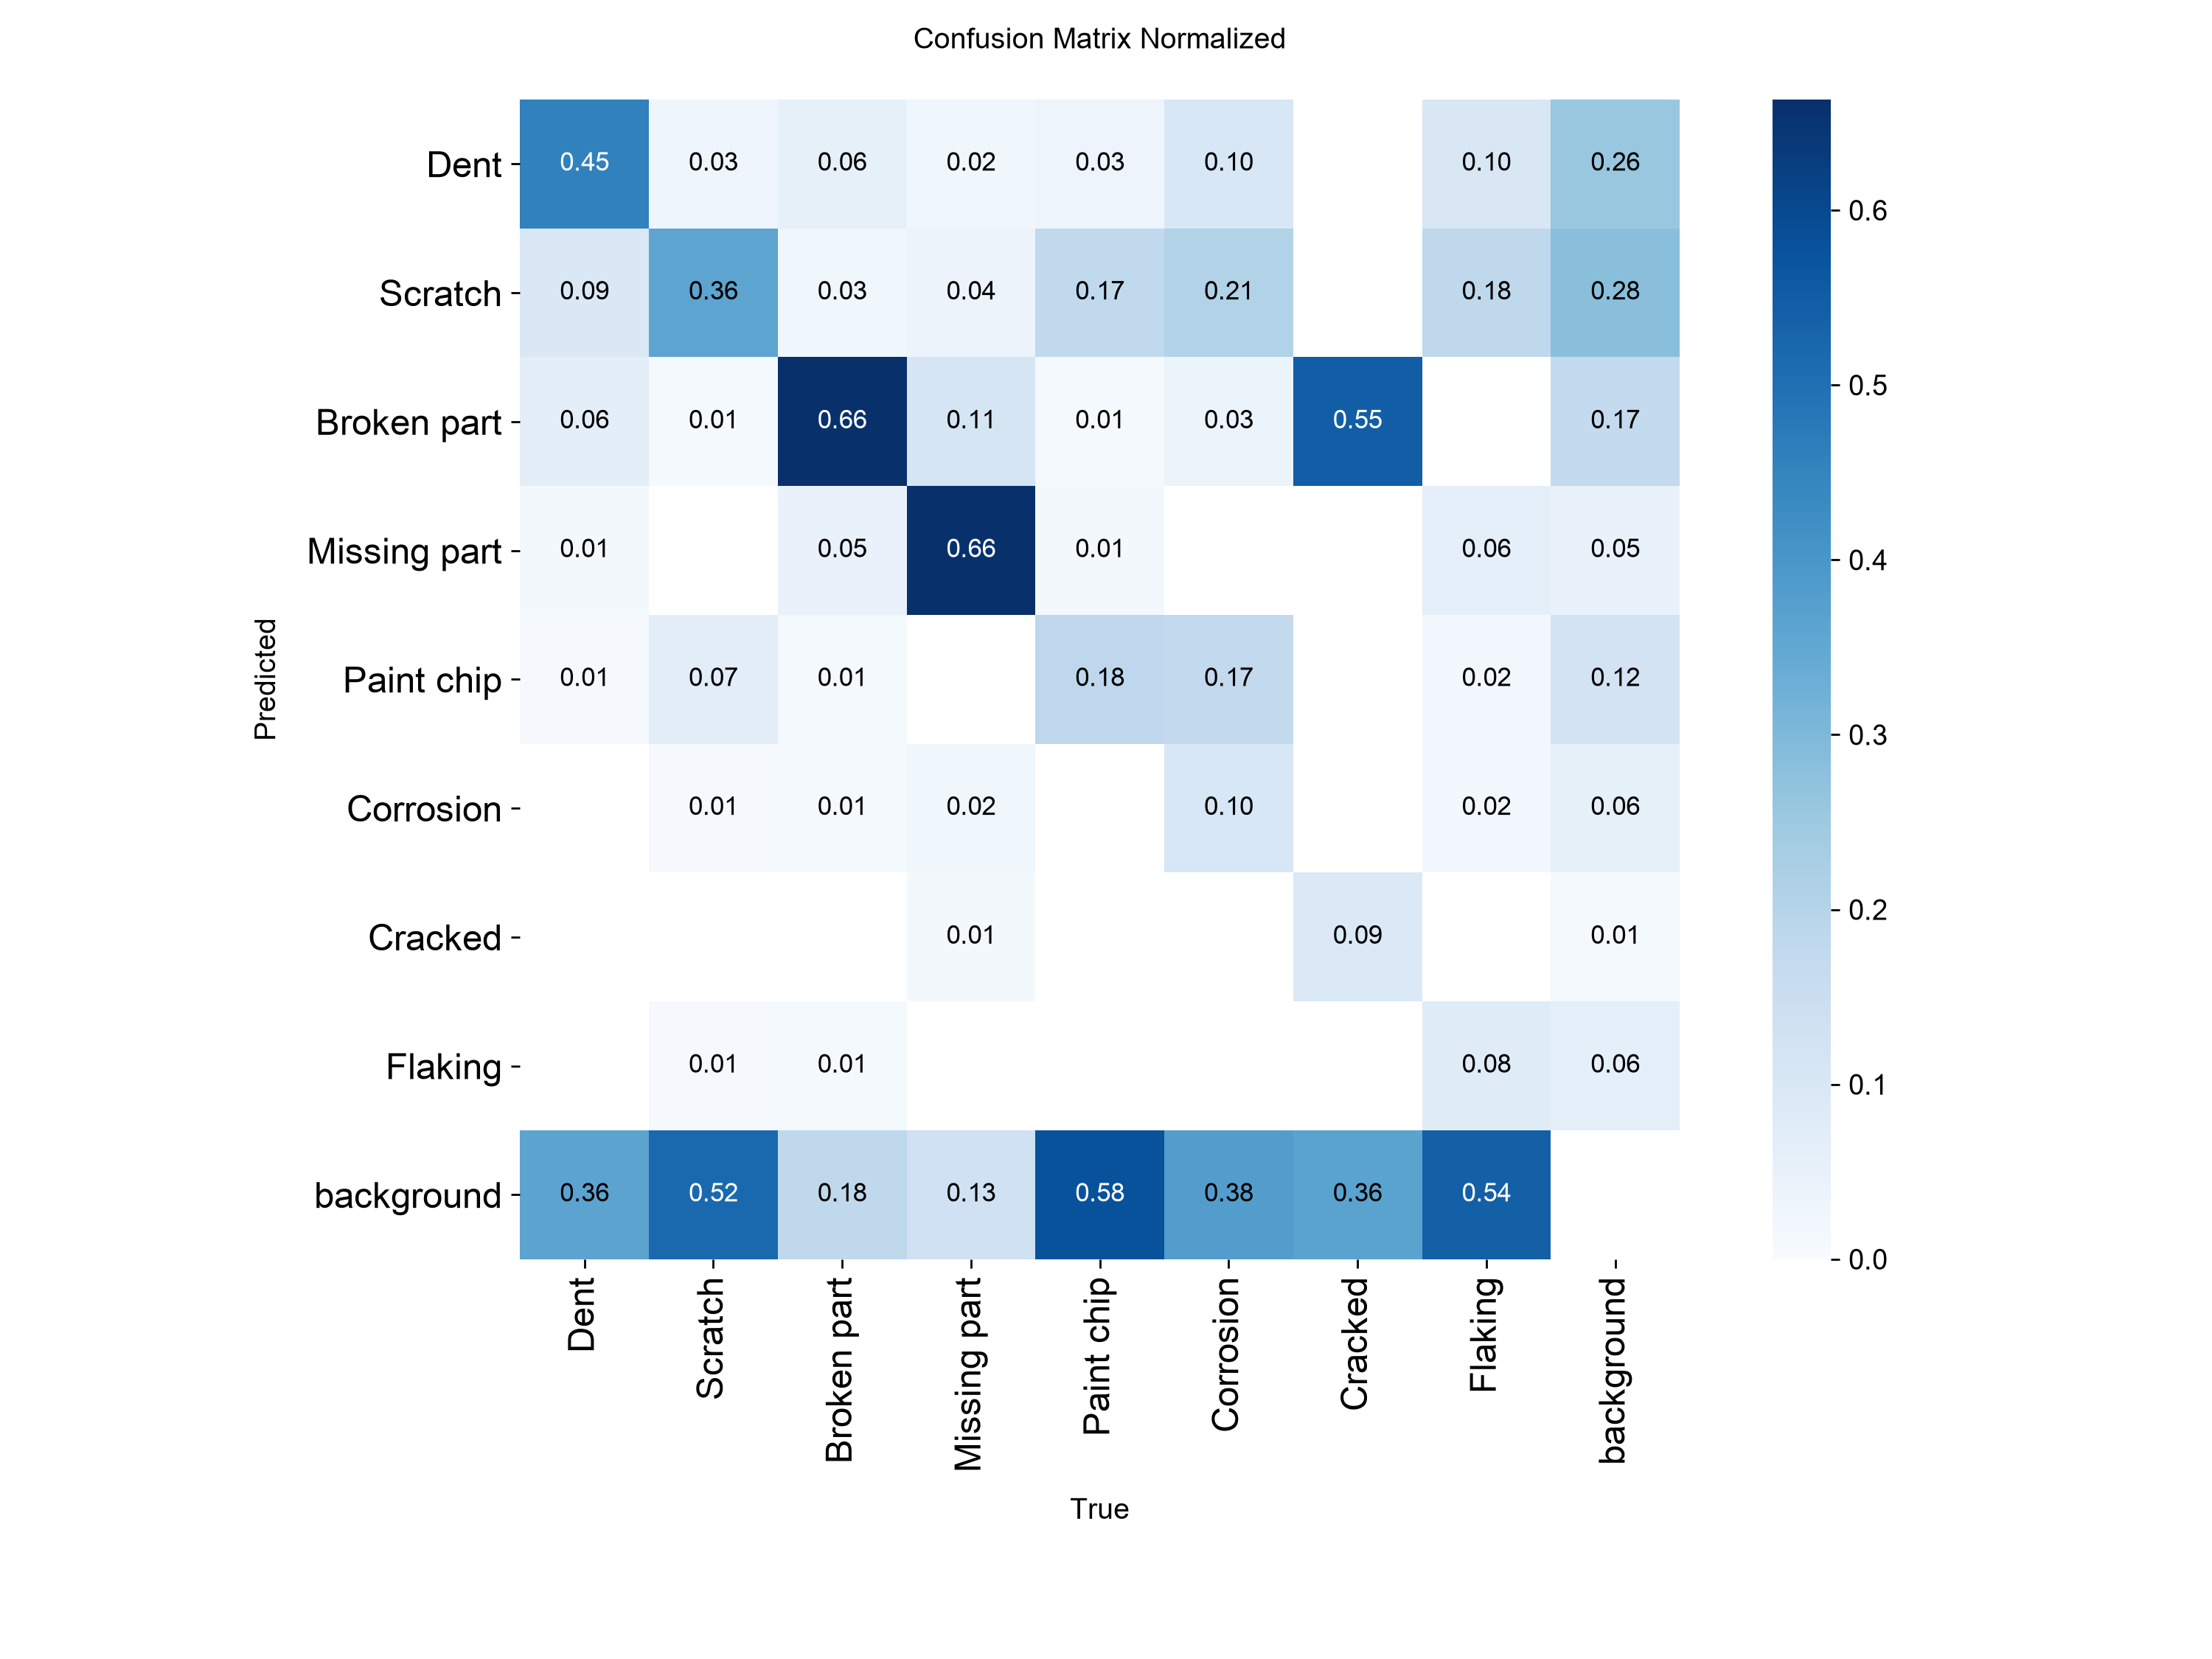 Confusion Matrix Normalized
Dent 0.45 0.03 0.06 0.02 0.03 0.10 0.10 0.26
Scratch 0.09 0.36 0.03 0.04 0.17 0.21 0.18 0.28
Broken part 0.06 0.01 0.66 0.11 0.01 0.03 0.55 0.17
Missing part 0.01 0.05 0.66 0.01 0.06 0.05
Paint chip 0.01 0.07 0.01 0.18 0.17 0.02 0.12
Corrosion 0.01 0.01 0.02 0.10 0.02 0.06
Cracked 0.01 0.09 0.01
Flaking 0.01 0.01 0.08 0.06
background 0.36 0.52 0.18 0.13 0.58 0.38 0.36 0.54
Predicted
Dent Scratch Broken part Missing part Paint chip Corrosion Cracked Flaking background
True
0.6
0.5
0.4
0.3
0.2
0.1
0.0